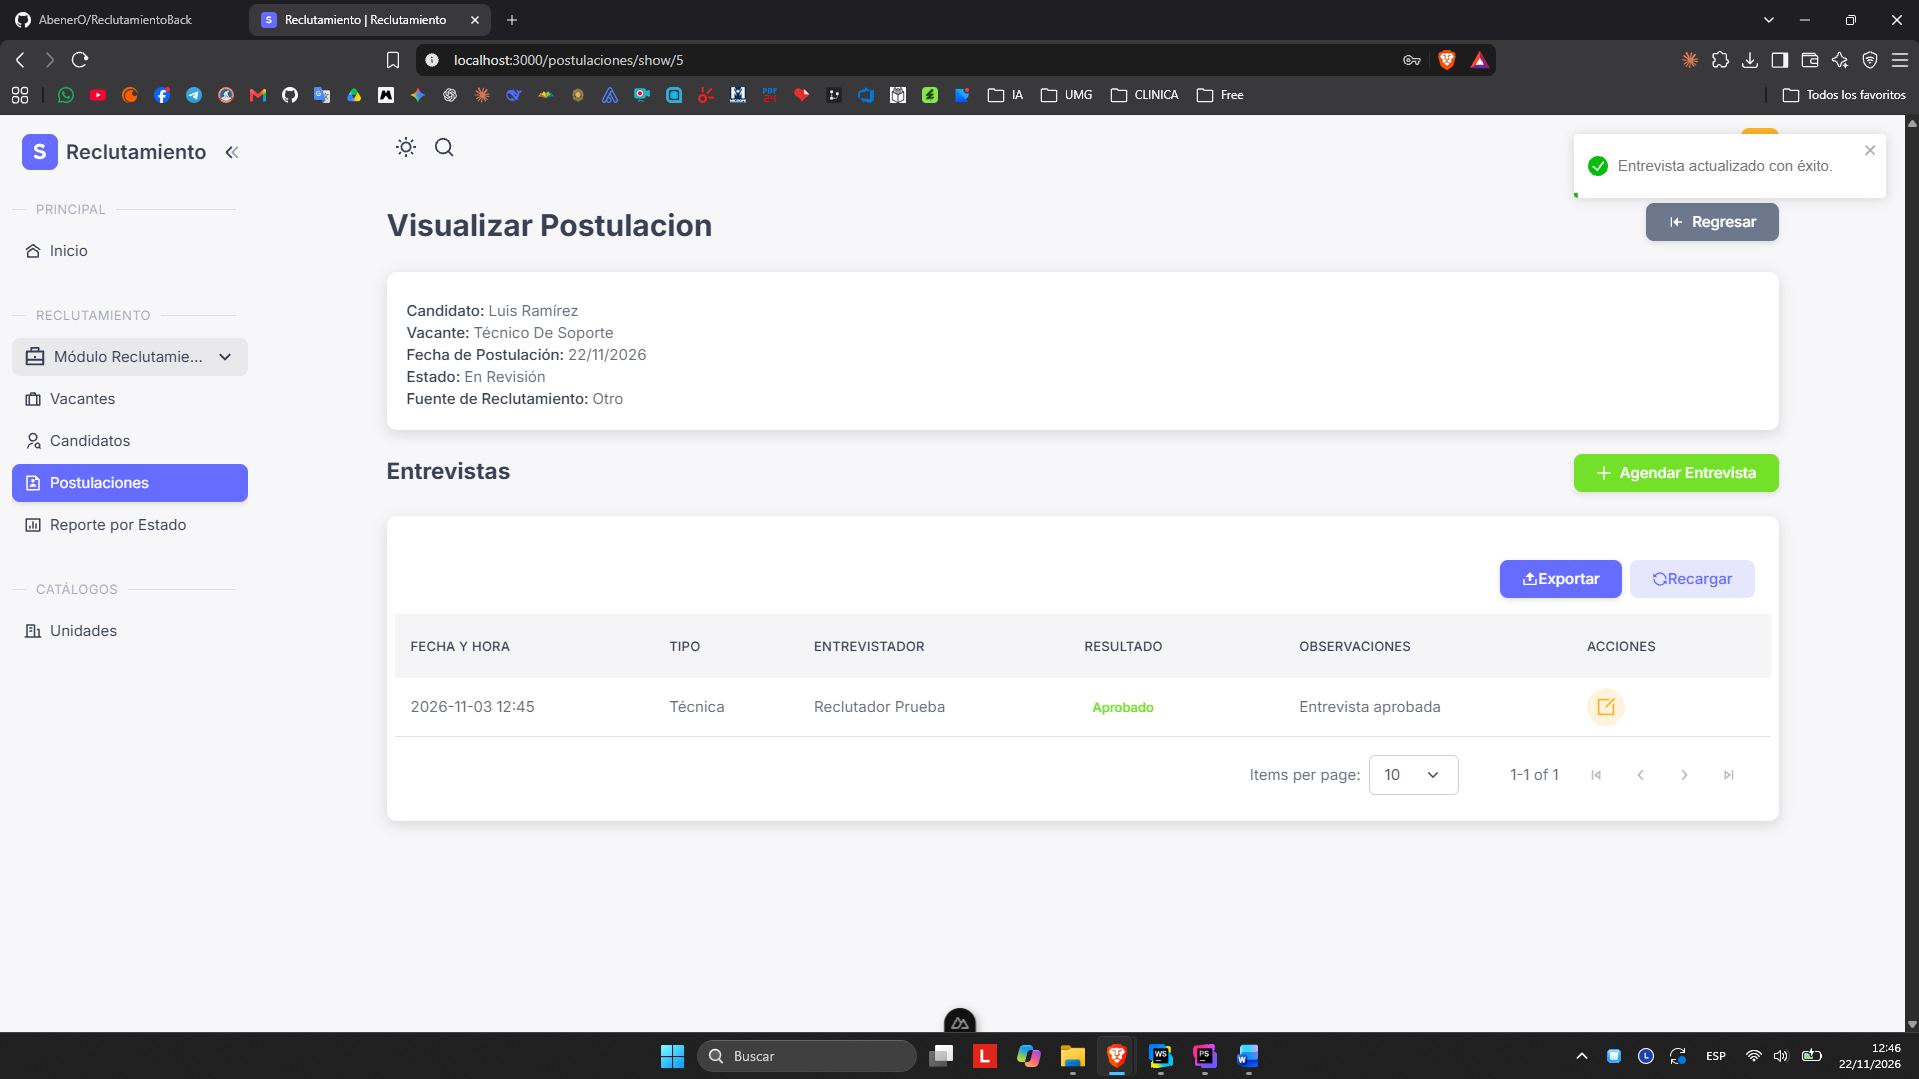 AbenerO/ReclutamientoBack
S Reclutamiento | Reclutamiento
localhost:3000/postulaciones/show/5
IA
UMG
CLINICA
Free
Todos los favoritos
S Reclutamiento
PRINCIPAL
Inicio
RECLUTAMIENTO
Módulo Reclutamie...
Vacantes
Candidatos
Postulaciones
Reporte por Estado
CATÁLOGOS
Unidades
Entrevista actualizado con éxito.
Visualizar Postulacion
Regresar
Candidato: Luis Ramírez
Vacante: Técnico De Soporte
Fecha de Postulación: 22/11/2026
Estado: En Revisión
Fuente de Reclutamiento: Otro
Entrevistas
Agendar Entrevista
Exportar
Recargar
FECHA Y HORA TIPO ENTREVISTADOR RESULTADO OBSERVACIONES ACCIONES
2026-11-03 12:45 Técnica Reclutador Prueba Aprobado Entrevista aprobada
Items per page: 10 1-1 of 1
Buscar
L
WS
PS
W
L
ESP
12:46
22/11/2026